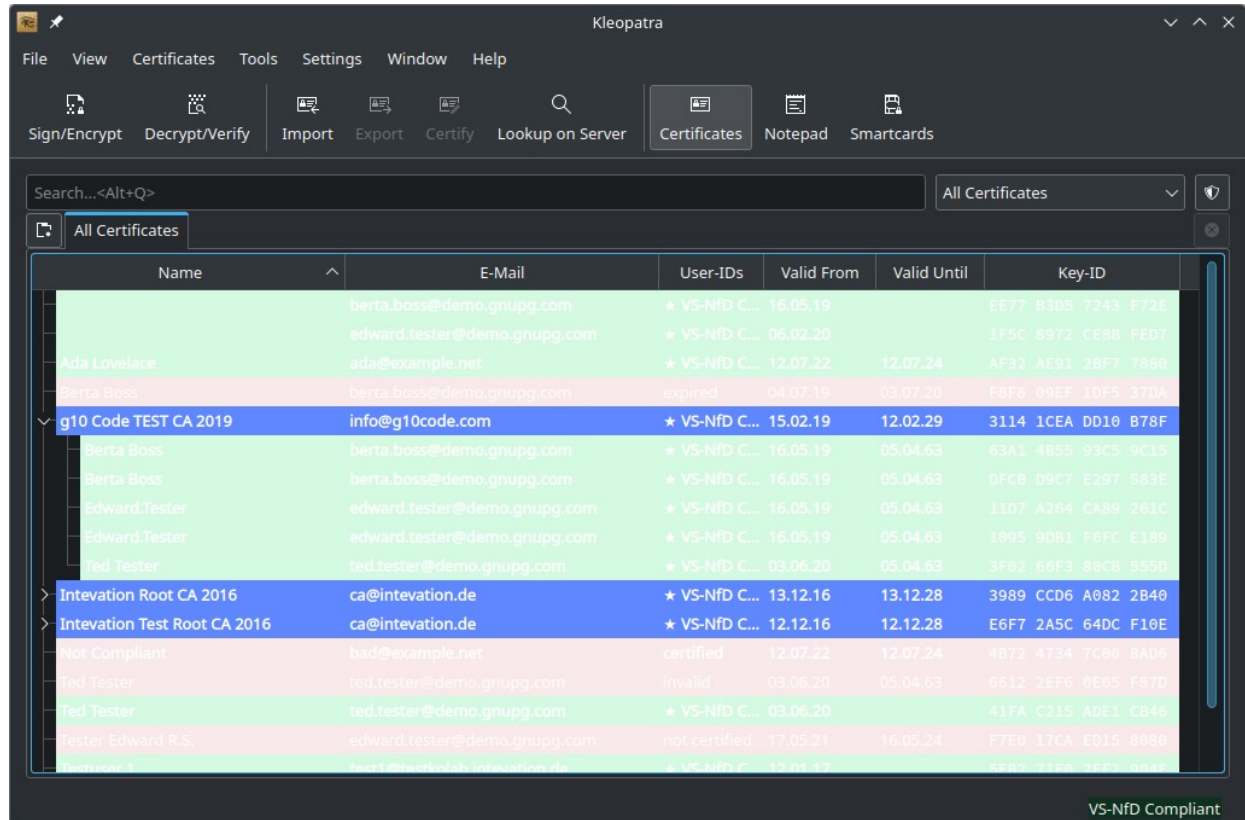 Kleopatra
File View Certificates Tools Settings Window Help
Sign/Encrypt Decrypt/Verify Import Export Certify Lookup on Server Certificates Notepad Smartcards
Search...<Alt+Q> All Certificates
All Certificates
Name E-Mail User-IDs Valid From Valid Until Key-ID
berta.boss@demo.gnupg.com ★ VS-NfD C... 16.05.19 EE77 B3D5 7243 F72E
edward.tester@demo.gnupg.com ★ VS-NfD C... 06.02.20 1F5C 8972 CE8B FED7
Ada Lovelace ada@example.net ★ VS-NfD C... 12.07.22 12.07.24 AF32 AE91 2BF7
Berta Boss berta.boss@demo.gnupg.com expired 04.07.19 03.07.20 F8F8 09EF 1DF5 37DA
g10 Code TEST CA 2019 info@g10code.com ★ VS-NfD C... 15.02.19 12.02.29 3114 1CEA DD10 B78F
Berta Boss berta.boss@demo.gnupg.com ★ VS-NfD C... 16.05.19 05.04.63 63A1 4B55 93C5 9C15
Berta Boss berta.boss@demo.gnupg.com ★ VS-NfD C... 16.05.19 05.04.63 DFCB D9C7 E297 583E
Edward.Tester edward.tester@demo.gnupg.com ★ VS-NfD C... 16.05.19 05.04.63 11D7 A264 CA89 261C
Edward.Tester edward.tester@demo.gnupg.com ★ VS-NfD C... 16.05.19 05.04.63 1095 9DB1 F6FC E189
Ted Tester ted.tester@demo.gnupg.com ★ VS-NfD C... 03.06.20 05.04.63 3F02 66F3 555D
Intevation Root CA 2016 ca@intevation.de ★ VS-NfD C... 13.12.16 13.12.28 3989 CCD6 A082 2B40
Intevation Test Root CA 2016 ca@intevation.de ★ VS-NfD C... 12.12.16 12.12.28 E6F7 2A5C 64DC F10E
Not Compliant bad@example.net certified 12.07.22 12.07.24 4B72 4734 7C00 8AD6
Ted Tester ted.tester@demo.gnupg.com invalid 03.06.20 05.04.63 6612 2EF6 0E05 F87D
Ted Tester ted.tester@demo.gnupg.com ★ VS-NfD C... 03.06.20 41FA C215 ADE1 CB46
Tester Edward R.S. edward.tester@demo.gnupg.com not certified 17.05.21 16.05.24 F7E0 17CA ED15 8080
Testuser 1 test1@testkolab.intevation.de ★ VS-NfD C... 12.01.17
VS-NfD Compliant